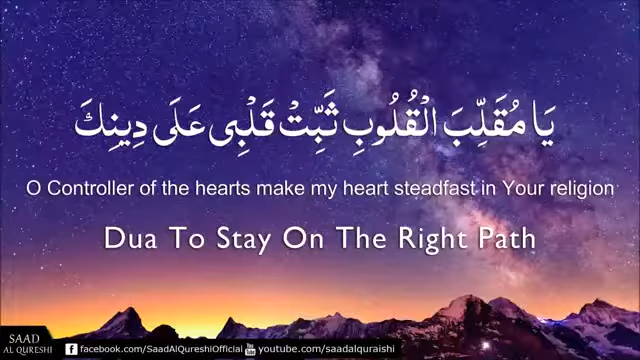 يَا مُقَلِّبَ الْقُلُوبِ ثَبِّتْ قَلْبِي عَلَى دِينِكَ
O Controller of the hearts make my heart steadfast in Your religion
Dua To Stay On The Right Path
SAAD
AL QURESHI
facebook.com/SaadAlQureshiOfficial youtube.com/saadalquraishi